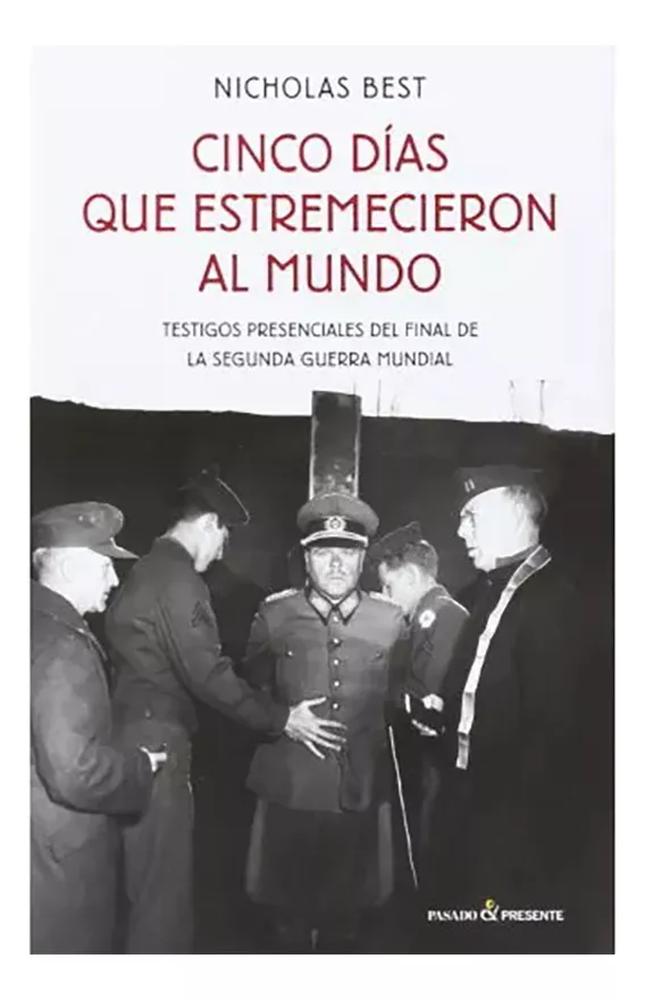 NICHOLAS BEST
CINCO DÍAS
QUE ESTREMECIERON
AL MUNDO
TESTIGOS PRESENCIALES DEL FINAL DE
LA SEGUNDA GUERRA MUNDIAL
PASADO & PRESENTE